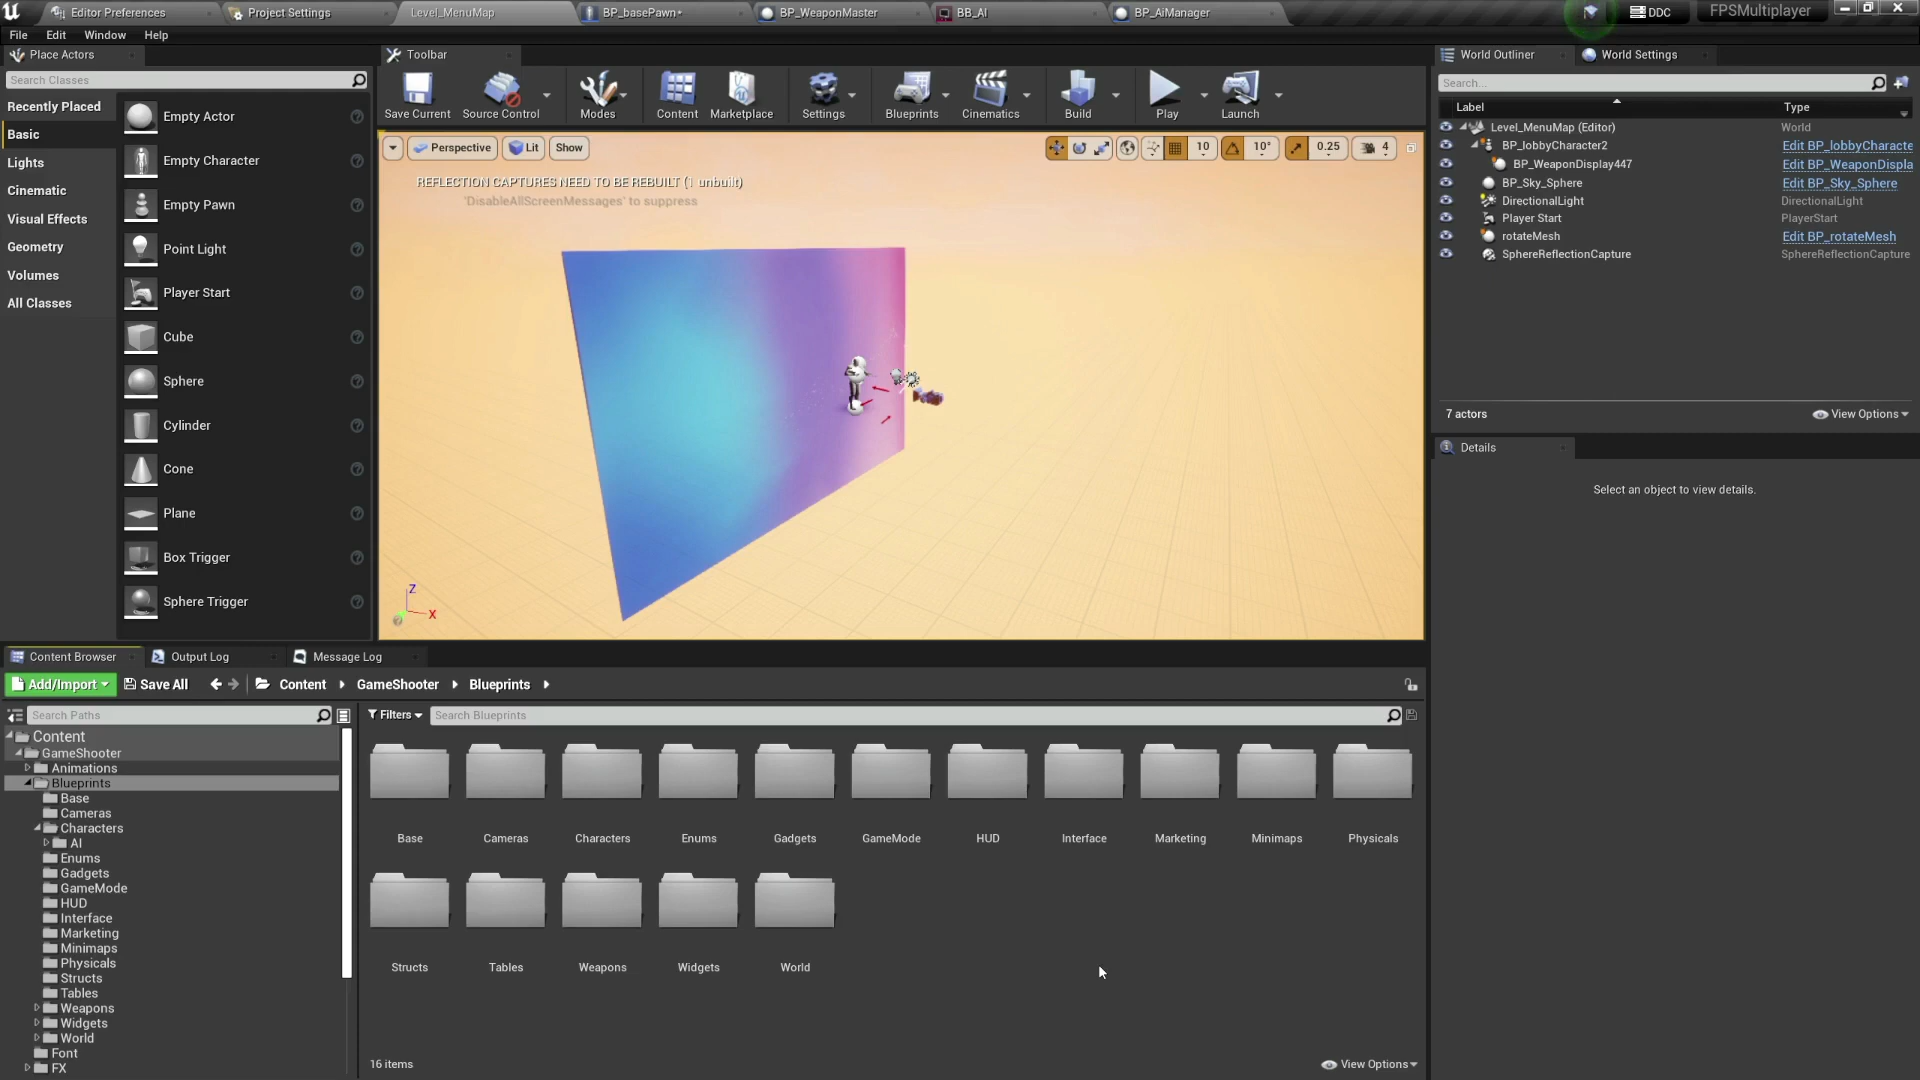 Editor Preferences
Project Settings
Level_MenuMap
BP_basePawn*
BP_WeaponMaster
BB_AI
BP_AiManager
DDC
FPSMultiplayer
File Edit Window Help
Place Actors
Toolbar
World Outliner
World Settings
Search Classes
Recently Placed
Basic
Lights
Cinematic
Visual Effects
Geometry
Volumes
All Classes
Empty Actor
Empty Character
Empty Pawn
Point Light
Player Start
Cube
Sphere
Cylinder
Cone
Plane
Box Trigger
Sphere Trigger
Save Current
Source Control
Modes
Content
Marketplace
Settings
Blueprints
Cinematics
Build
Play
Launch
Perspective
Lit
Show
10
10°
0.25
4
REFLECTION CAPTURES NEED TO BE REBUILT (1 unbuilt)
'DisableAllScreenMessages' to suppress
Z
X
Search...
Label Type
Level_MenuMap (Editor) World
BP_lobbyCharacter2 Edit BP_lobbyCharacte
BP_WeaponDisplay447 Edit BP_WeaponDispla
BP_Sky_Sphere Edit BP_Sky_Sphere
DirectionalLight DirectionalLight
Player Start PlayerStart
rotateMesh Edit BP_rotateMesh
SphereReflectionCapture SphereReflectionCapture
7 actors
View Options
Details
Select an object to view details.
Content Browser
Output Log
Message Log
Add/Import
Save All
Content
GameShooter
Blueprints
Search Paths
Filters
Search Blueprints
Content
GameShooter
Animations
Blueprints
Base
Cameras
Characters
AI
Enums
Gadgets
GameMode
HUD
Interface
Marketing
Minimaps
Physicals
Structs
Tables
Weapons
Widgets
World
Font
FX
Base
Cameras
Characters
Enums
Gadgets
GameMode
HUD
Interface
Marketing
Minimaps
Physicals
Structs
Tables
Weapons
Widgets
World
16 items
View Options